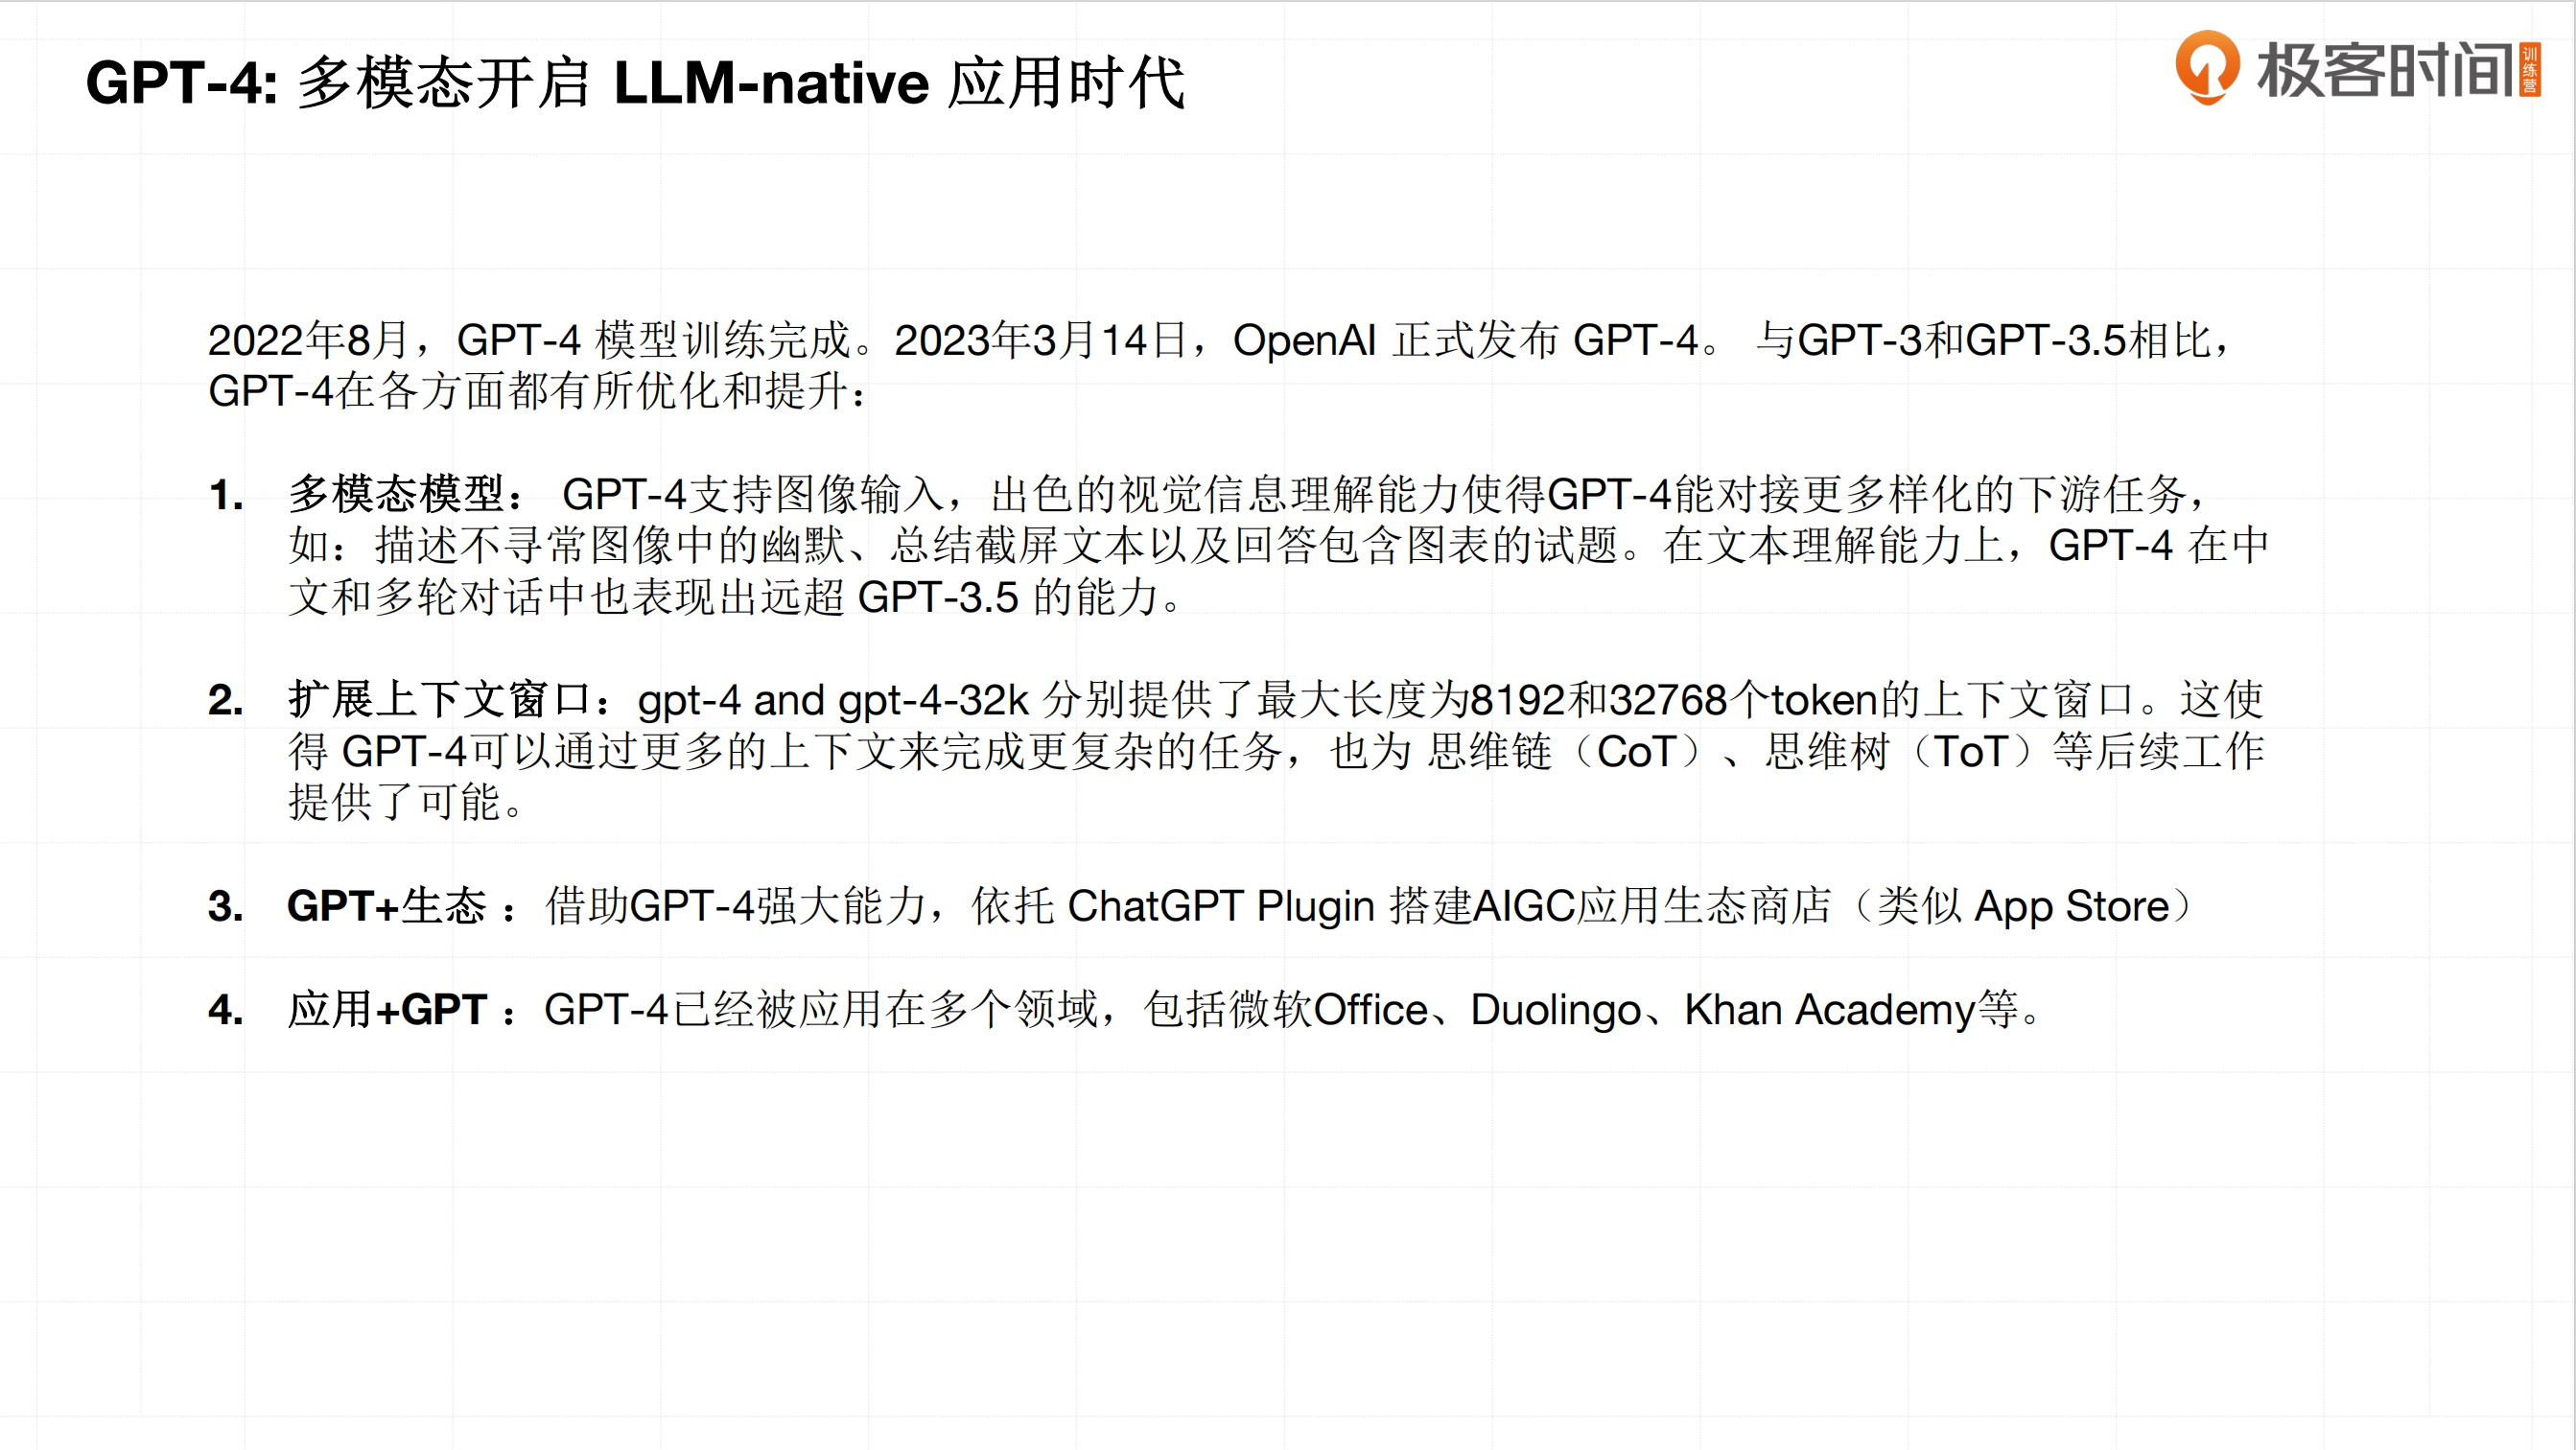 GPT-4: 多模态开启 LLM-native 应用时代
极客时间
训练营
2022年8月，GPT-4 模型训练完成。2023年3月14日，OpenAI 正式发布 GPT-4。 与GPT-3和GPT-3.5相比，
GPT-4在各方面都有所优化和提升：
1. 多模态模型： GPT-4支持图像输入，出色的视觉信息理解能力使得GPT-4能对接更多样化的下游任务，
如：描述不寻常图像中的幽默、总结截屏文本以及回答包含图表的试题。在文本理解能力上，GPT-4 在中
文和多轮对话中也表现出远超 GPT-3.5 的能力。
2. 扩展上下文窗口：gpt-4 and gpt-4-32k 分别提供了最大长度为8192和32768个token的上下文窗口。这使
得 GPT-4可以通过更多的上下文来完成更复杂的任务，也为 思维链（CoT）、思维树（ToT）等后续工作
提供了可能。
3. GPT+生态 ：借助GPT-4强大能力，依托 ChatGPT Plugin 搭建AIGC应用生态商店（类似 App Store）
4. 应用+GPT ：GPT-4已经被应用在多个领域，包括微软Office、Duolingo、Khan Academy等。